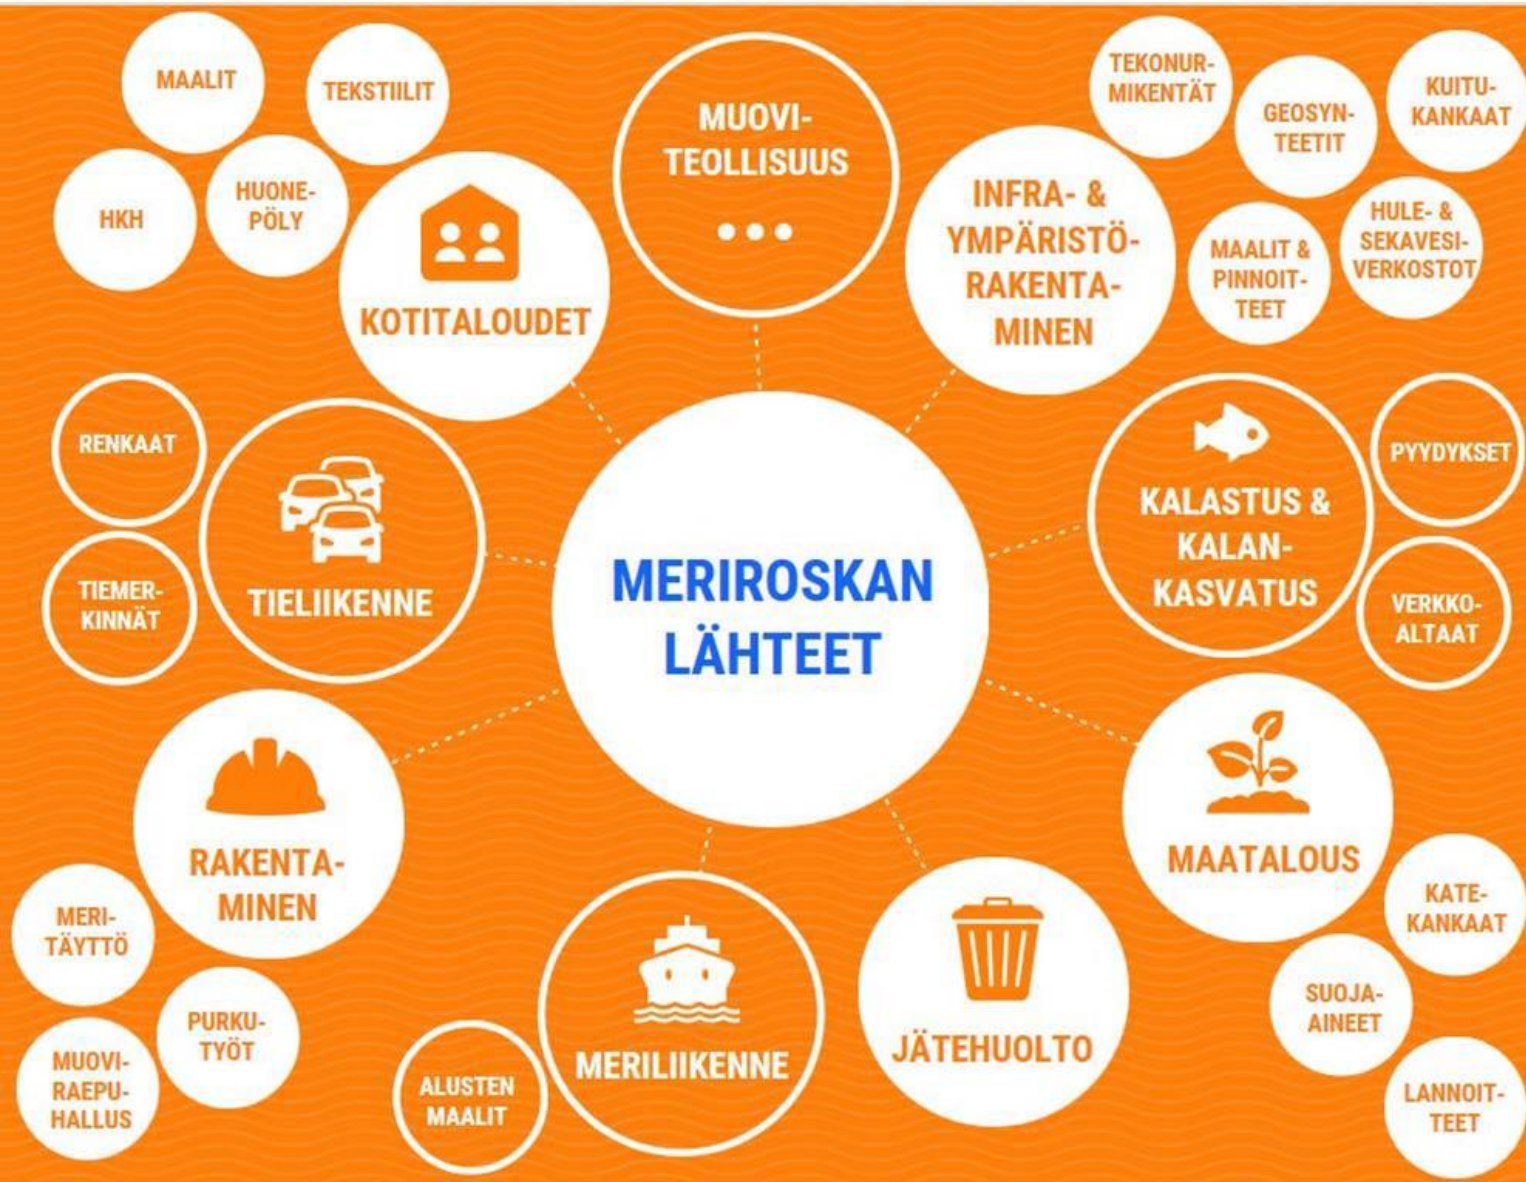 MAALIT
TEKSTIILIT
HKH
HUONE-
PÖLY
KOTITALOUDET
MUOVI-
TEOLLISUUS
INFRA- &
YMPÄRISTÖ-
RAKENTA-
MINEN
TEKONUR-
MIKENTÄT
GEOSYN-
TEETIT
KUITU-
KANKAAT
MAALIT &
PINNOIT-
TEET
HULE- &
SEKAVESI-
VERKOSTOT
RENKAAT
TIEMER-
KINNÄT
TIELIIKENNE
MERIROSKAN
LÄHTEET
KALASTUS &
KALAN-
KASVATUS
PYYDYKSET
VERKKO-
ALTAAT
RAKENTA-
MINEN
MERI-
TÄYTTÖ
PURKU-
TYÖT
MUOVI-
RAEPU-
HALLUS
ALUSTEN
MAALIT
MERILIIKENNE
JÄTEHUOLTO
MAATALOUS
KATE-
KANKAAT
SUOJA-
AINEET
LANNOIT-
TEET